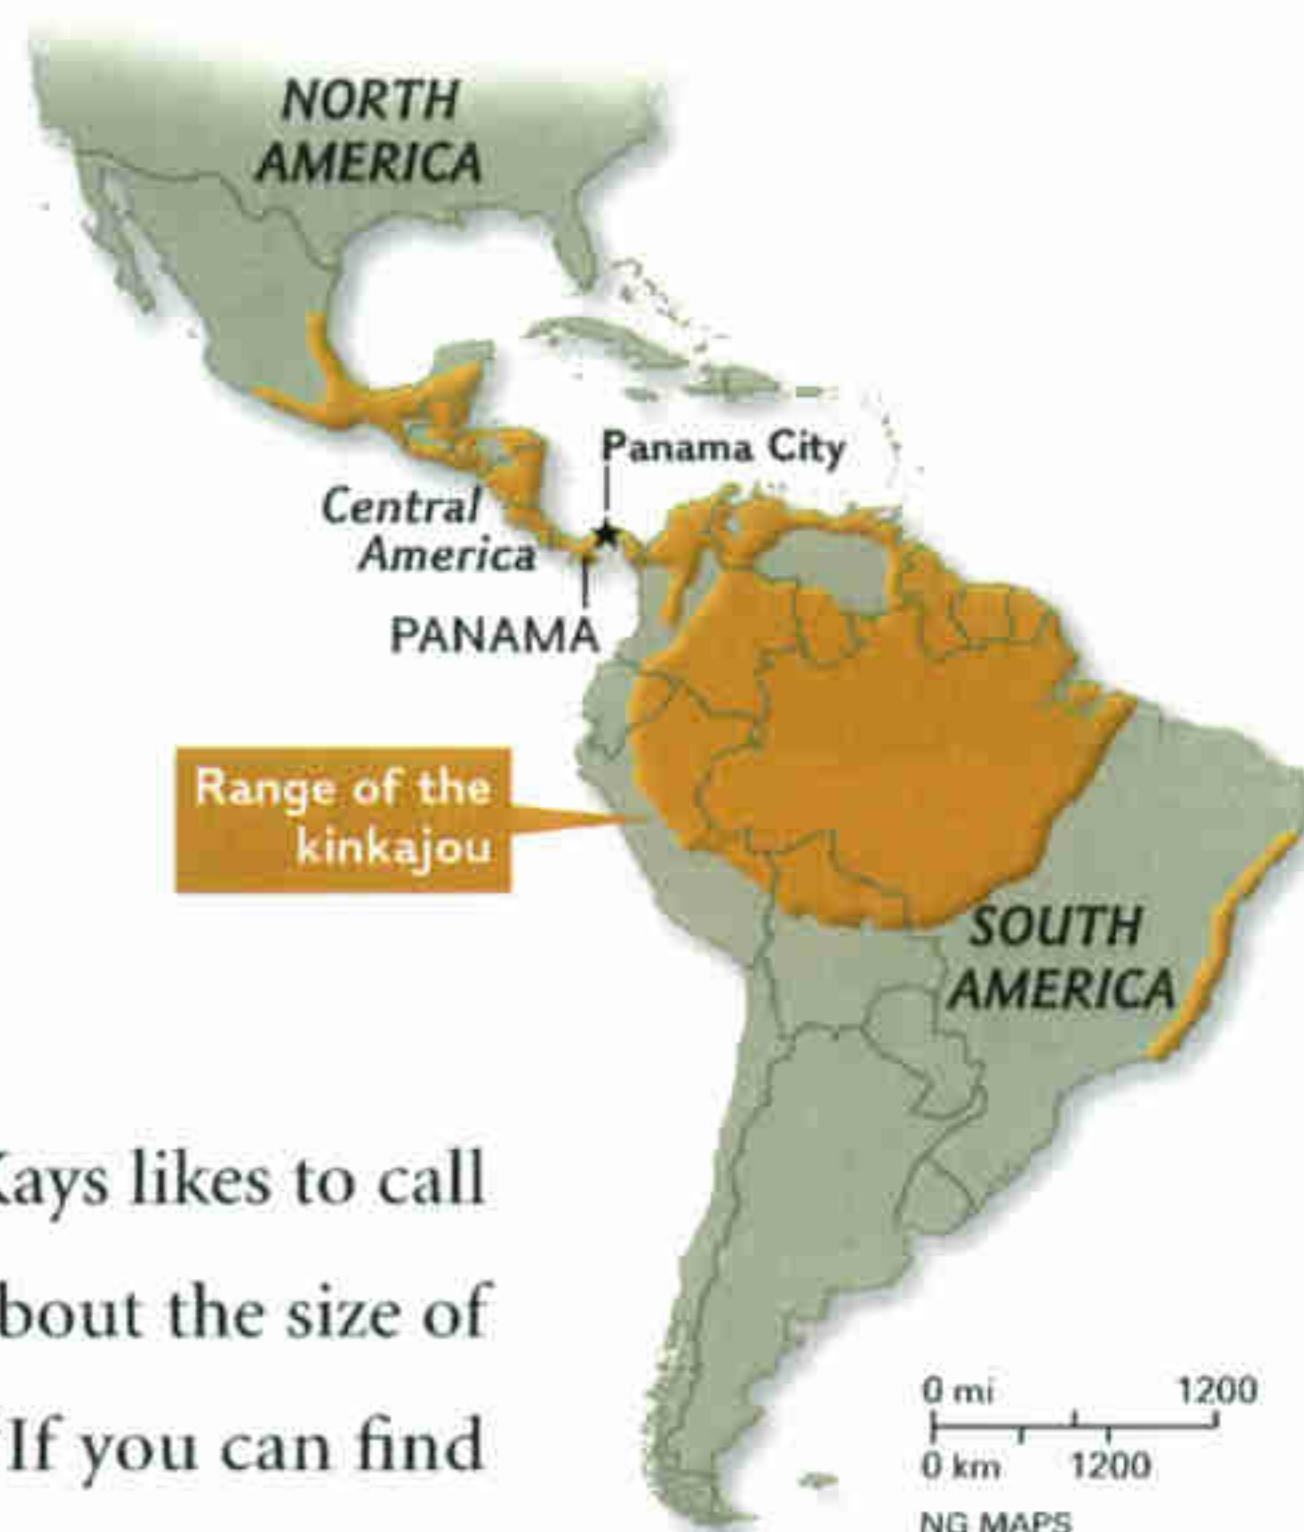 NORTH
AMERICA
Panama City
Central
America
PANAMA
Range of the
kinkajou
SOUTH
AMERICA
Kays likes to call
bout the size of
If you can find
0 mi 1200
0 km 1200
NG MAPS